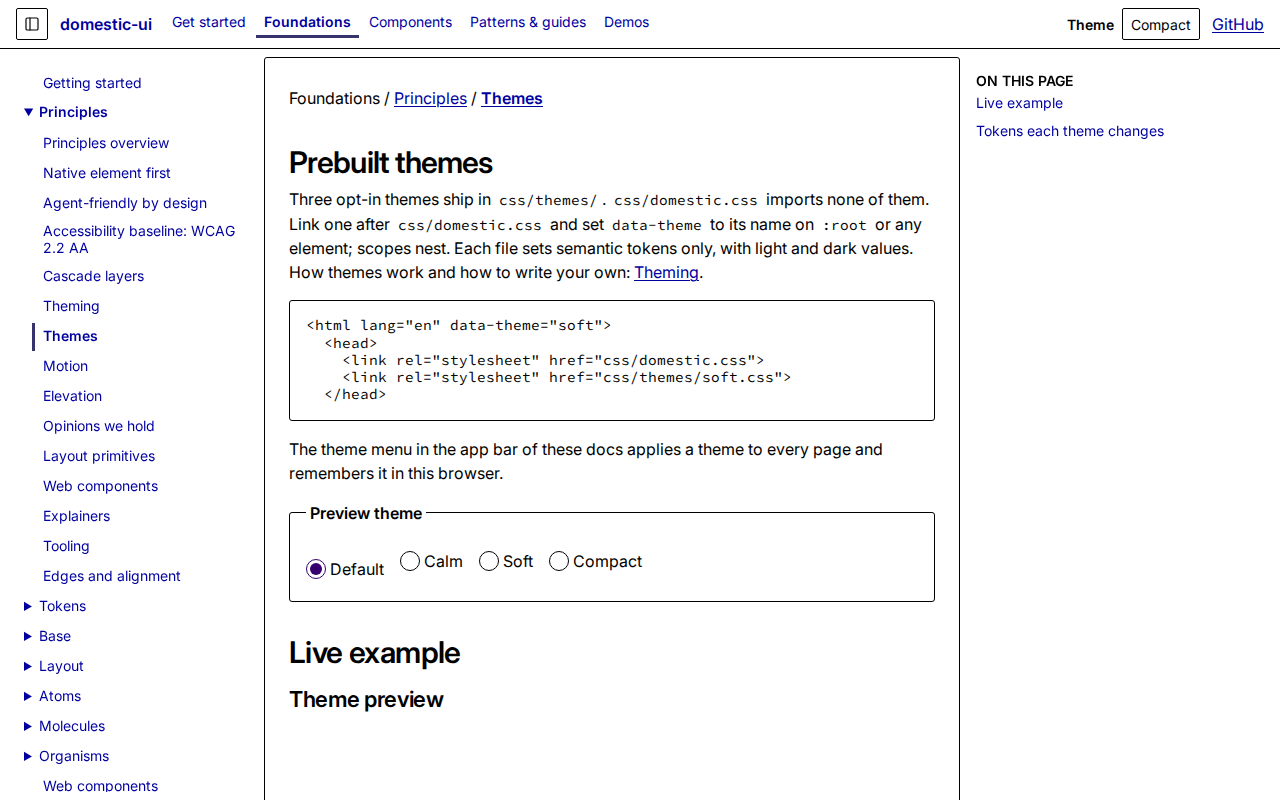 domestic-ui
Get started
Foundations
Components
Patterns & guides
Demos
Theme
Compact
GitHub
Getting started
Principles
Principles overview
Native element first
Agent-friendly by design
Accessibility baseline: WCAG
2.2 AA
Cascade layers
Theming
Themes
Motion
Elevation
Opinions we hold
Layout primitives
Web components
Explainers
Tooling
Edges and alignment
Tokens
Base
Layout
Atoms
Molecules
Organisms
Web components
Foundations / Principles / Themes
Prebuilt themes
Three opt-in themes ship in css/themes/ . css/domestic.css imports none of them.
Link one after css/domestic.css and set data-theme to its name on :root or any
element; scopes nest. Each file sets semantic tokens only, with light and dark values.
How themes work and how to write your own: Theming.
<html lang="en" data-theme="soft">
  <head>
    <link rel="stylesheet" href="css/domestic.css">
    <link rel="stylesheet" href="css/themes/soft.css">
  </head>
The theme menu in the app bar of these docs applies a theme to every page and
remembers it in this browser.
Preview theme
Default Calm Soft Compact
Live example
Theme preview
ON THIS PAGE
Live example
Tokens each theme changes